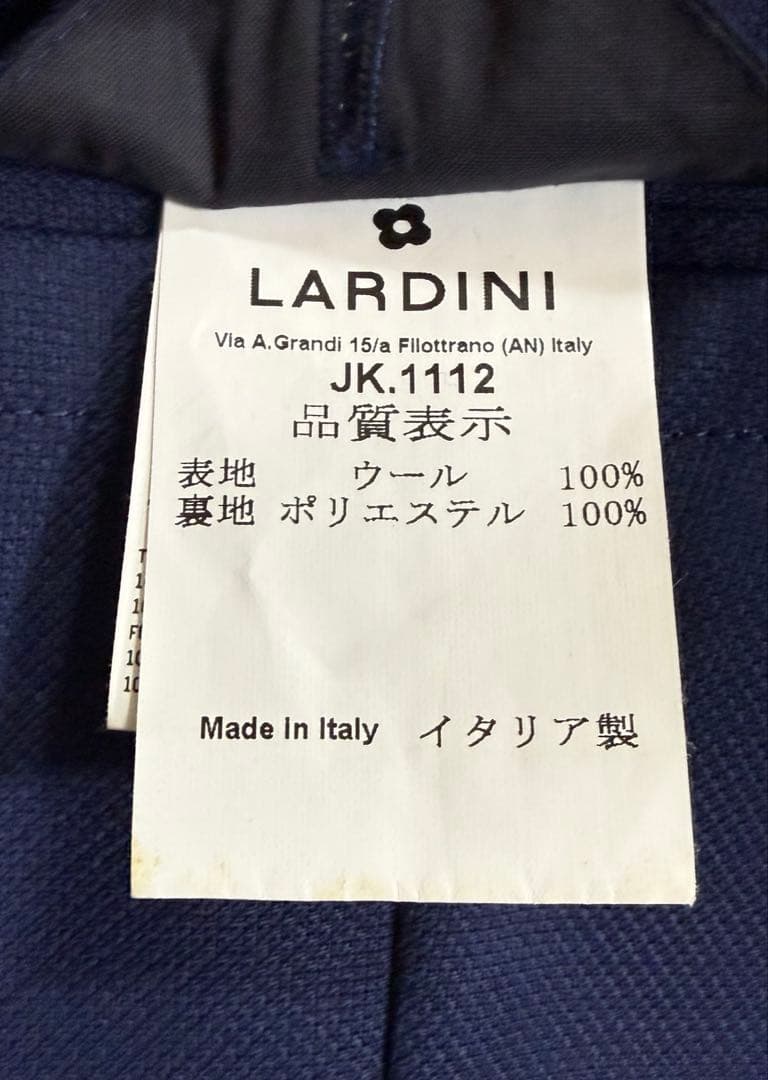 LARDINI
Via A.Grandi 15/a Filottrano (AN) Italy
JK.1112
品質表示
表地 ウール 100%
裏地 ポリエステル 100%
Made in Italy イタリア製